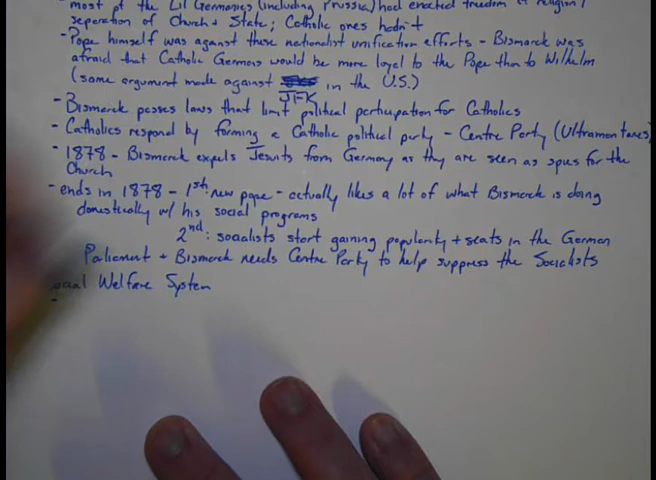 most of the Lil Germanies (including Prussia) had enacted freedom of religion/
separation of Church + State; Catholic ones hadn't
- Pope himself was against these nationalist unification efforts - Bismarck was
afraid that Catholic Germans would be more loyal to the Pope than to Wilhelm
(same argument made against JFK in the U.S.)
- Bismarck passes laws that limit political participation for Catholics
- Catholics respond by forming a Catholic political party - Centre Party (Ultramontanes)
- 1878 - Bismarck expels Jesuits from Germany as they are seen as spies for the
Church
- ends in 1878 - 1st: new pope - actually likes a lot of what Bismarck is doing
domestically w/ his social programs
2nd: socialists start gaining popularity + seats in the German
Paliament + Bismarck needs Centre Party to help suppress the Socialists
ocial Welfare System
-